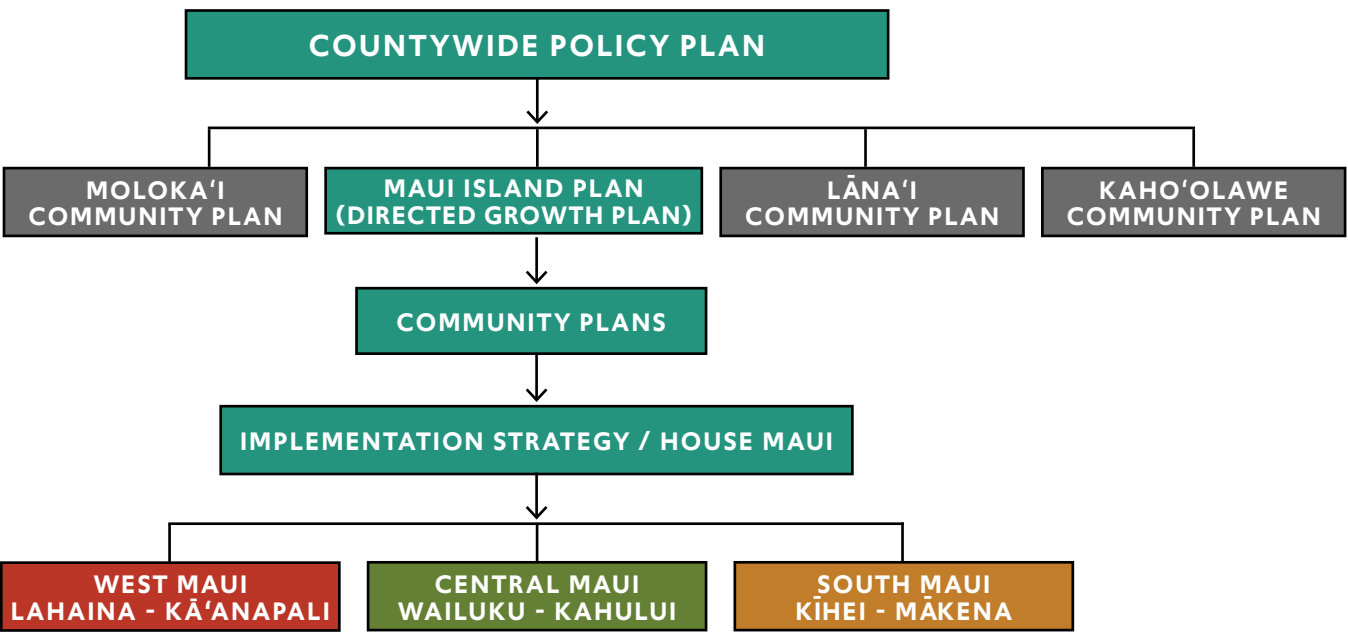 COUNTYWIDE POLICY PLAN
MOLOKAʻI
COMMUNITY PLAN
MAUI ISLAND PLAN
(DIRECTED GROWTH PLAN)
LĀNAʻI
COMMUNITY PLAN
KAHOʻOLAWE
COMMUNITY PLAN
COMMUNITY PLANS
IMPLEMENTATION STRATEGY / HOUSE MAUI
WEST MAUI
LAHAINA - KĀʻANAPALI
CENTRAL MAUI
WAILUKU - KAHULUI
SOUTH MAUI
KĪHEI - MĀKENA